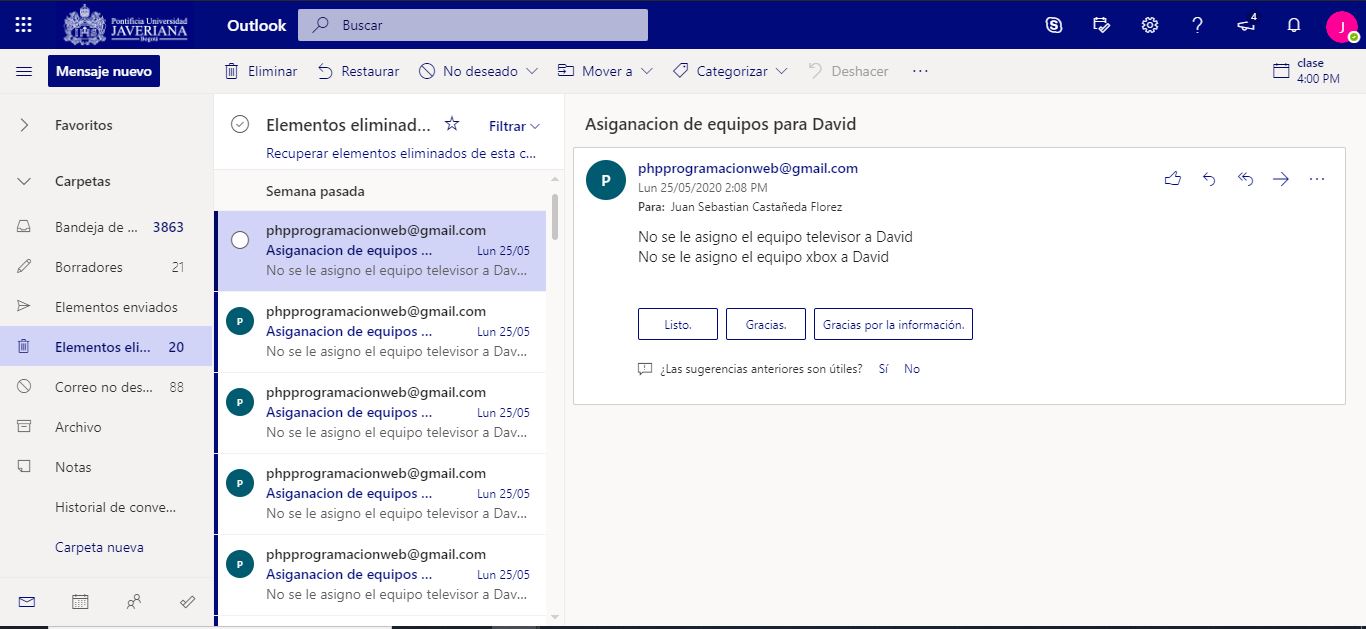 Pontificia Universidad
JAVERIANA
Bogotá
Outlook
Buscar
4
J
Mensaje nuevo
Eliminar
Restaurar
No deseado
Mover a
Categorizar
Deshacer
clase
4:00 PM
Favoritos
Carpetas
Bandeja de ... 3863
Borradores 21
Elementos enviados
Elementos eli... 20
Correo no des... 88
Archivo
Notas
Historial de conve...
Carpeta nueva
Elementos eliminad...
Filtrar
Recuperar elementos eliminados de esta c...
Semana pasada
phpprogramacionweb@gmail.com
Asiganacion de equipos ... Lun 25/05
No se le asigno el equipo televisor a Dav...
P
phpprogramacionweb@gmail.com
Asiganacion de equipos ... Lun 25/05
No se le asigno el equipo televisor a Dav...
P
phpprogramacionweb@gmail.com
Asiganacion de equipos ... Lun 25/05
No se le asigno el equipo televisor a Dav...
P
phpprogramacionweb@gmail.com
Asiganacion de equipos ... Lun 25/05
No se le asigno el equipo televisor a Dav...
P
phpprogramacionweb@gmail.com
Asiganacion de equipos ... Lun 25/05
No se le asigno el equipo televisor a Dav...
Asiganacion de equipos para David
P
phpprogramacionweb@gmail.com
Lun 25/05/2020 2:08 PM
Para: Juan Sebastian Castañeda Florez
No se le asigno el equipo televisor a David
No se le asigno el equipo xbox a David
Listo.
Gracias.
Gracias por la información.
¿Las sugerencias anteriores son útiles? Sí No